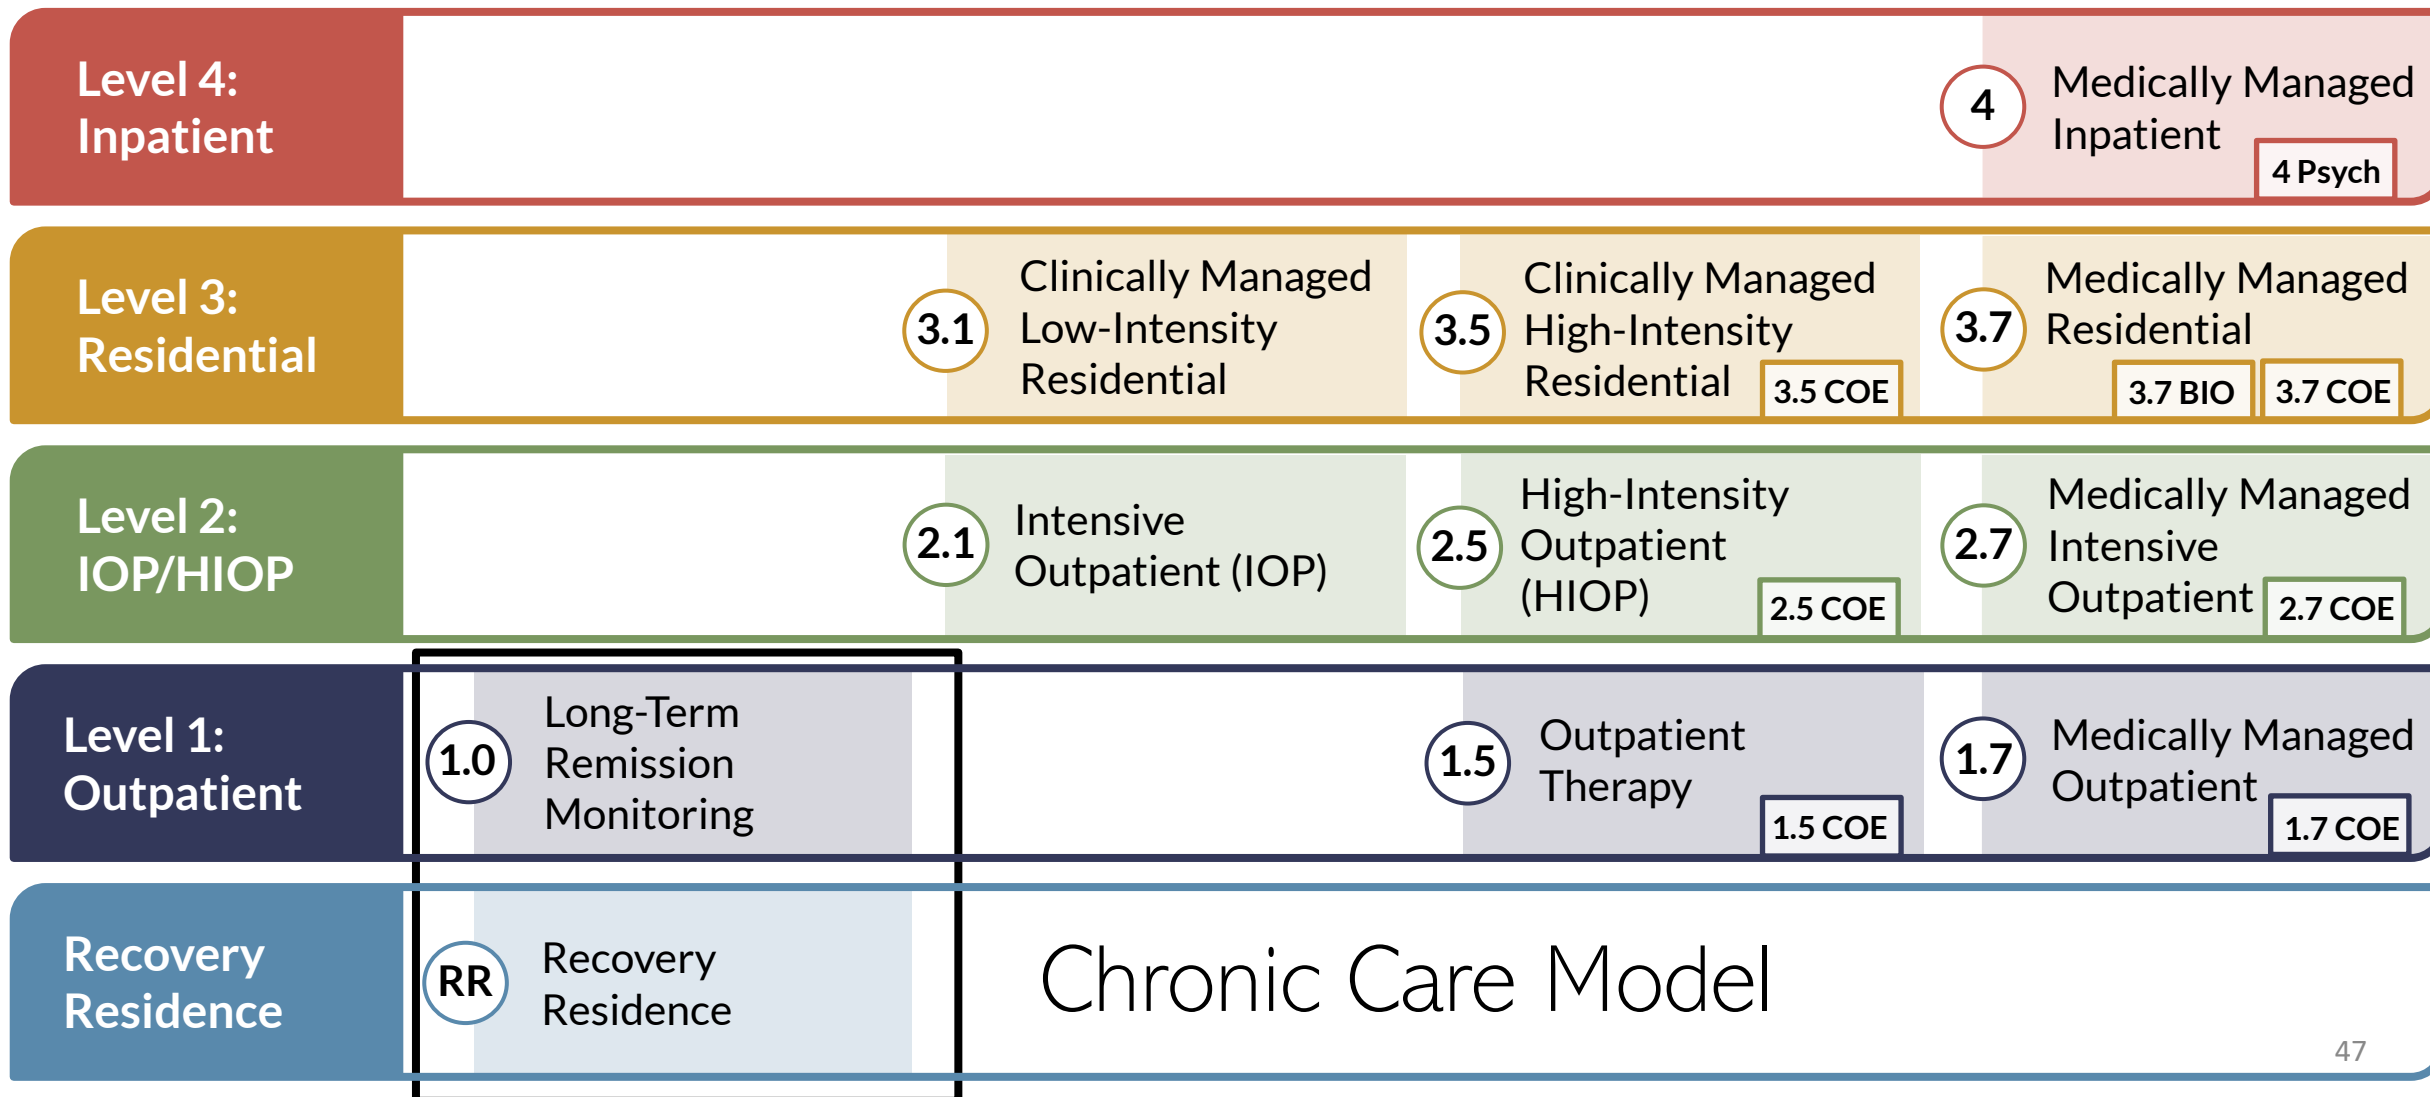 Level 4:
Inpatient
4
Medically Managed
Inpatient
4 Psych
Level 3:
Residential
3.1
Clinically Managed
Low-Intensity
Residential
3.5
Clinically Managed
High-Intensity
Residential
3.5 COE
3.7
Medically Managed
Residential
3.7 BIO
3.7 COE
Level 2:
IOP/HIOP
2.1
Intensive
Outpatient (IOP)
2.5
High-Intensity
Outpatient
(HIOP)
2.5 COE
2.7
Medically Managed
Intensive
Outpatient
2.7 COE
Level 1:
Outpatient
1.0
Long-Term
Remission
Monitoring
1.5
Outpatient
Therapy
1.5 COE
1.7
Medically Managed
Outpatient
1.7 COE
Recovery
Residence
RR
Recovery
Residence
Chronic Care Model
47